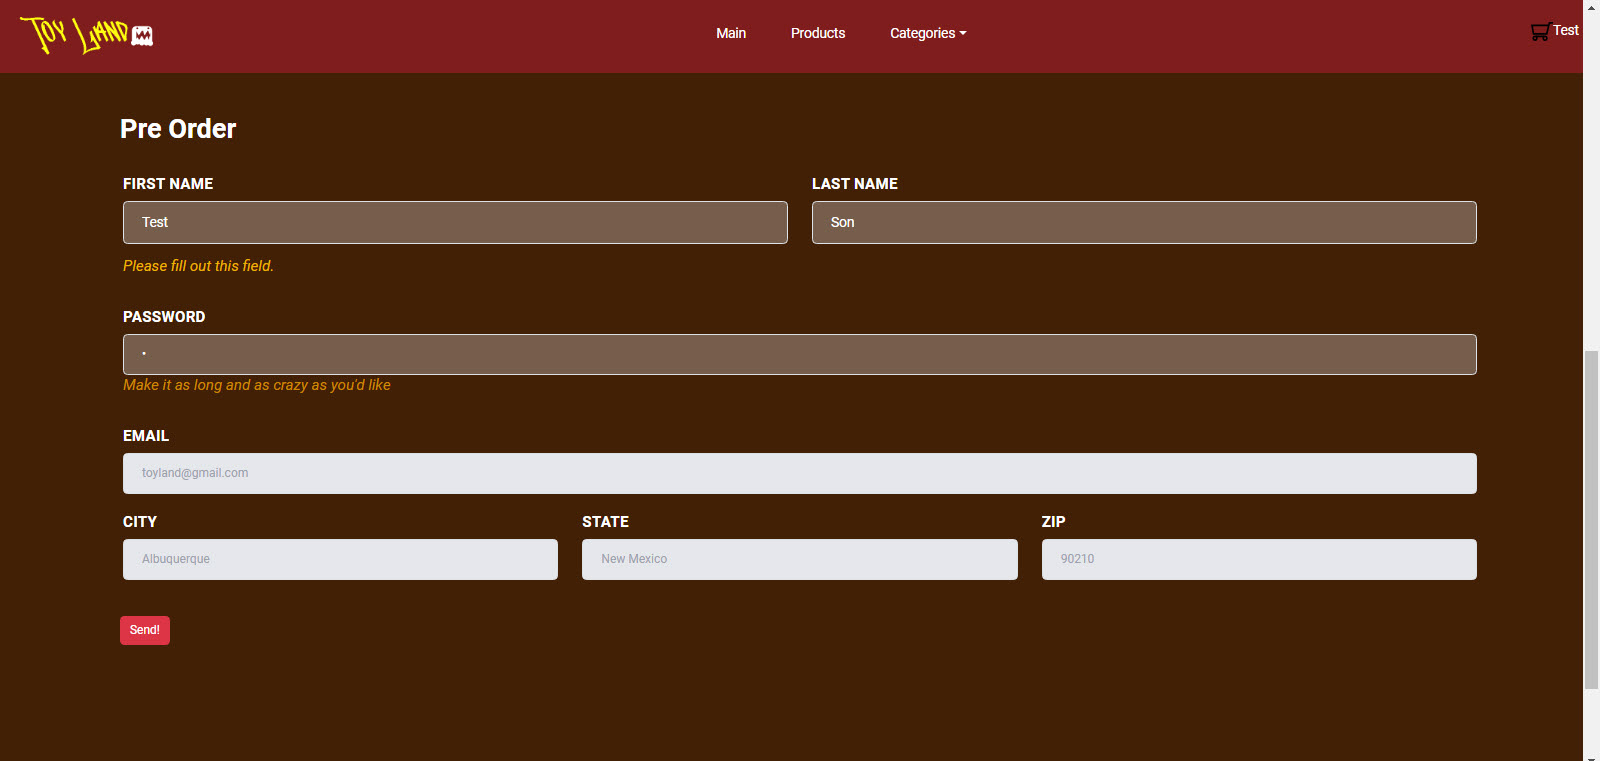 Toy Land
Main Products Categories
Test
Pre Order
FIRST NAME LAST NAME
Test Son
Please fill out this field.
PASSWORD
•
Make it as long and as crazy as you'd like
EMAIL
toyland@gmail.com
CITY STATE ZIP
Albuquerque New Mexico 90210
Send!